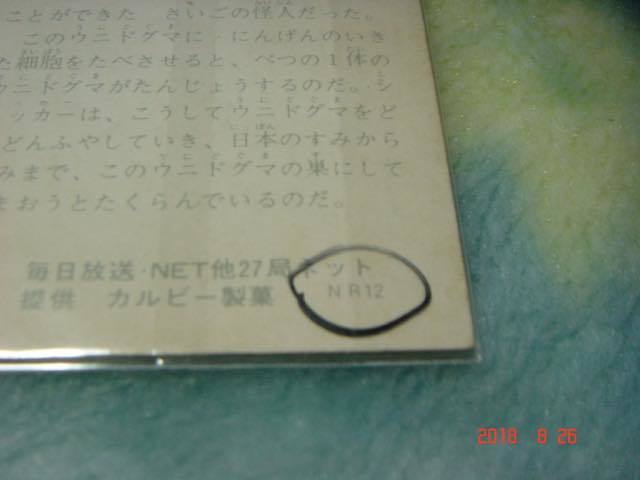 ことができた さいごの怪人だった。
このウニドグマに にんげんのいき
た細胞をたべさせると、べつの1体の
ウニドグマがたんじょうするのだ。シ
ッカーは、こうしてウニドグマをど
どんふやしていき、日本のすみから
みまで、このウニドグマの巣にして
まおうとたくらんでいるのだ。
毎日放送・NET他27局ネット
提供 カルビー製菓 NR12
2018 8 26